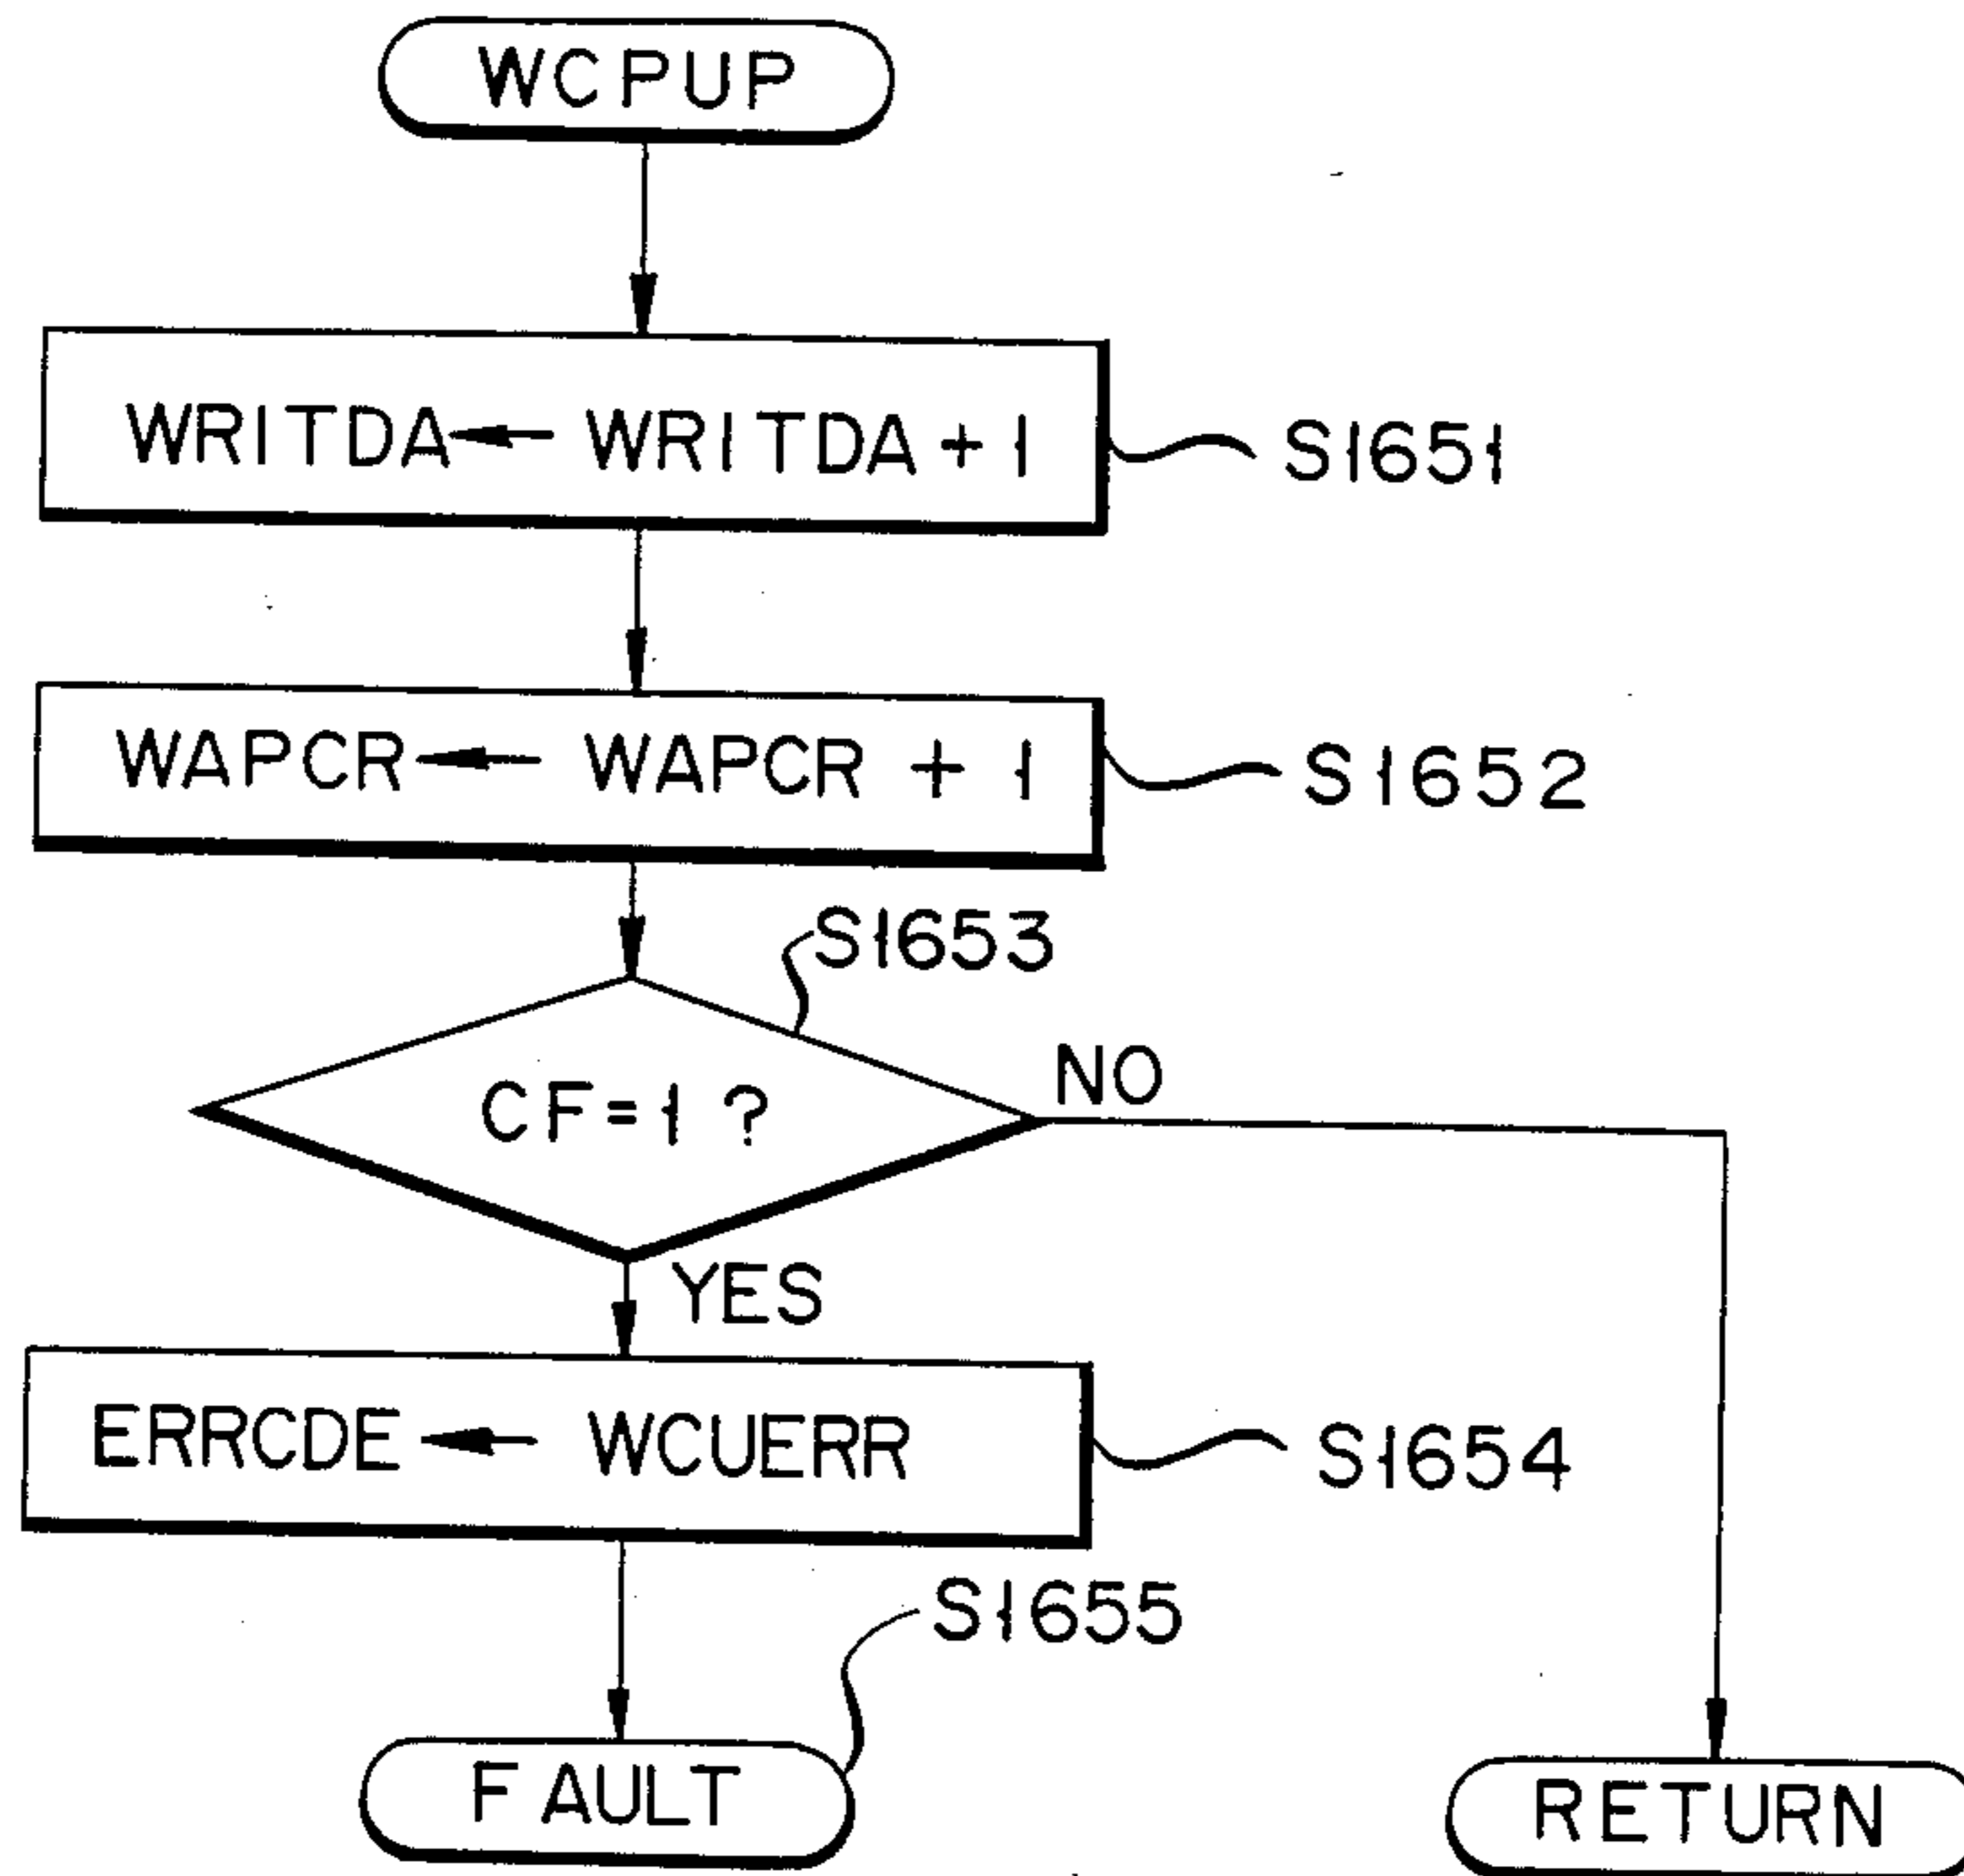 WCPUP
WRITDA ← WRITDA + 1
S1651
WAPCR ← WAPCR + 1
S1652
S1653
CF=1 ?
NO
YES
ERRCDE ← WCUERR
S1654
S1655
FAULT
RETURN